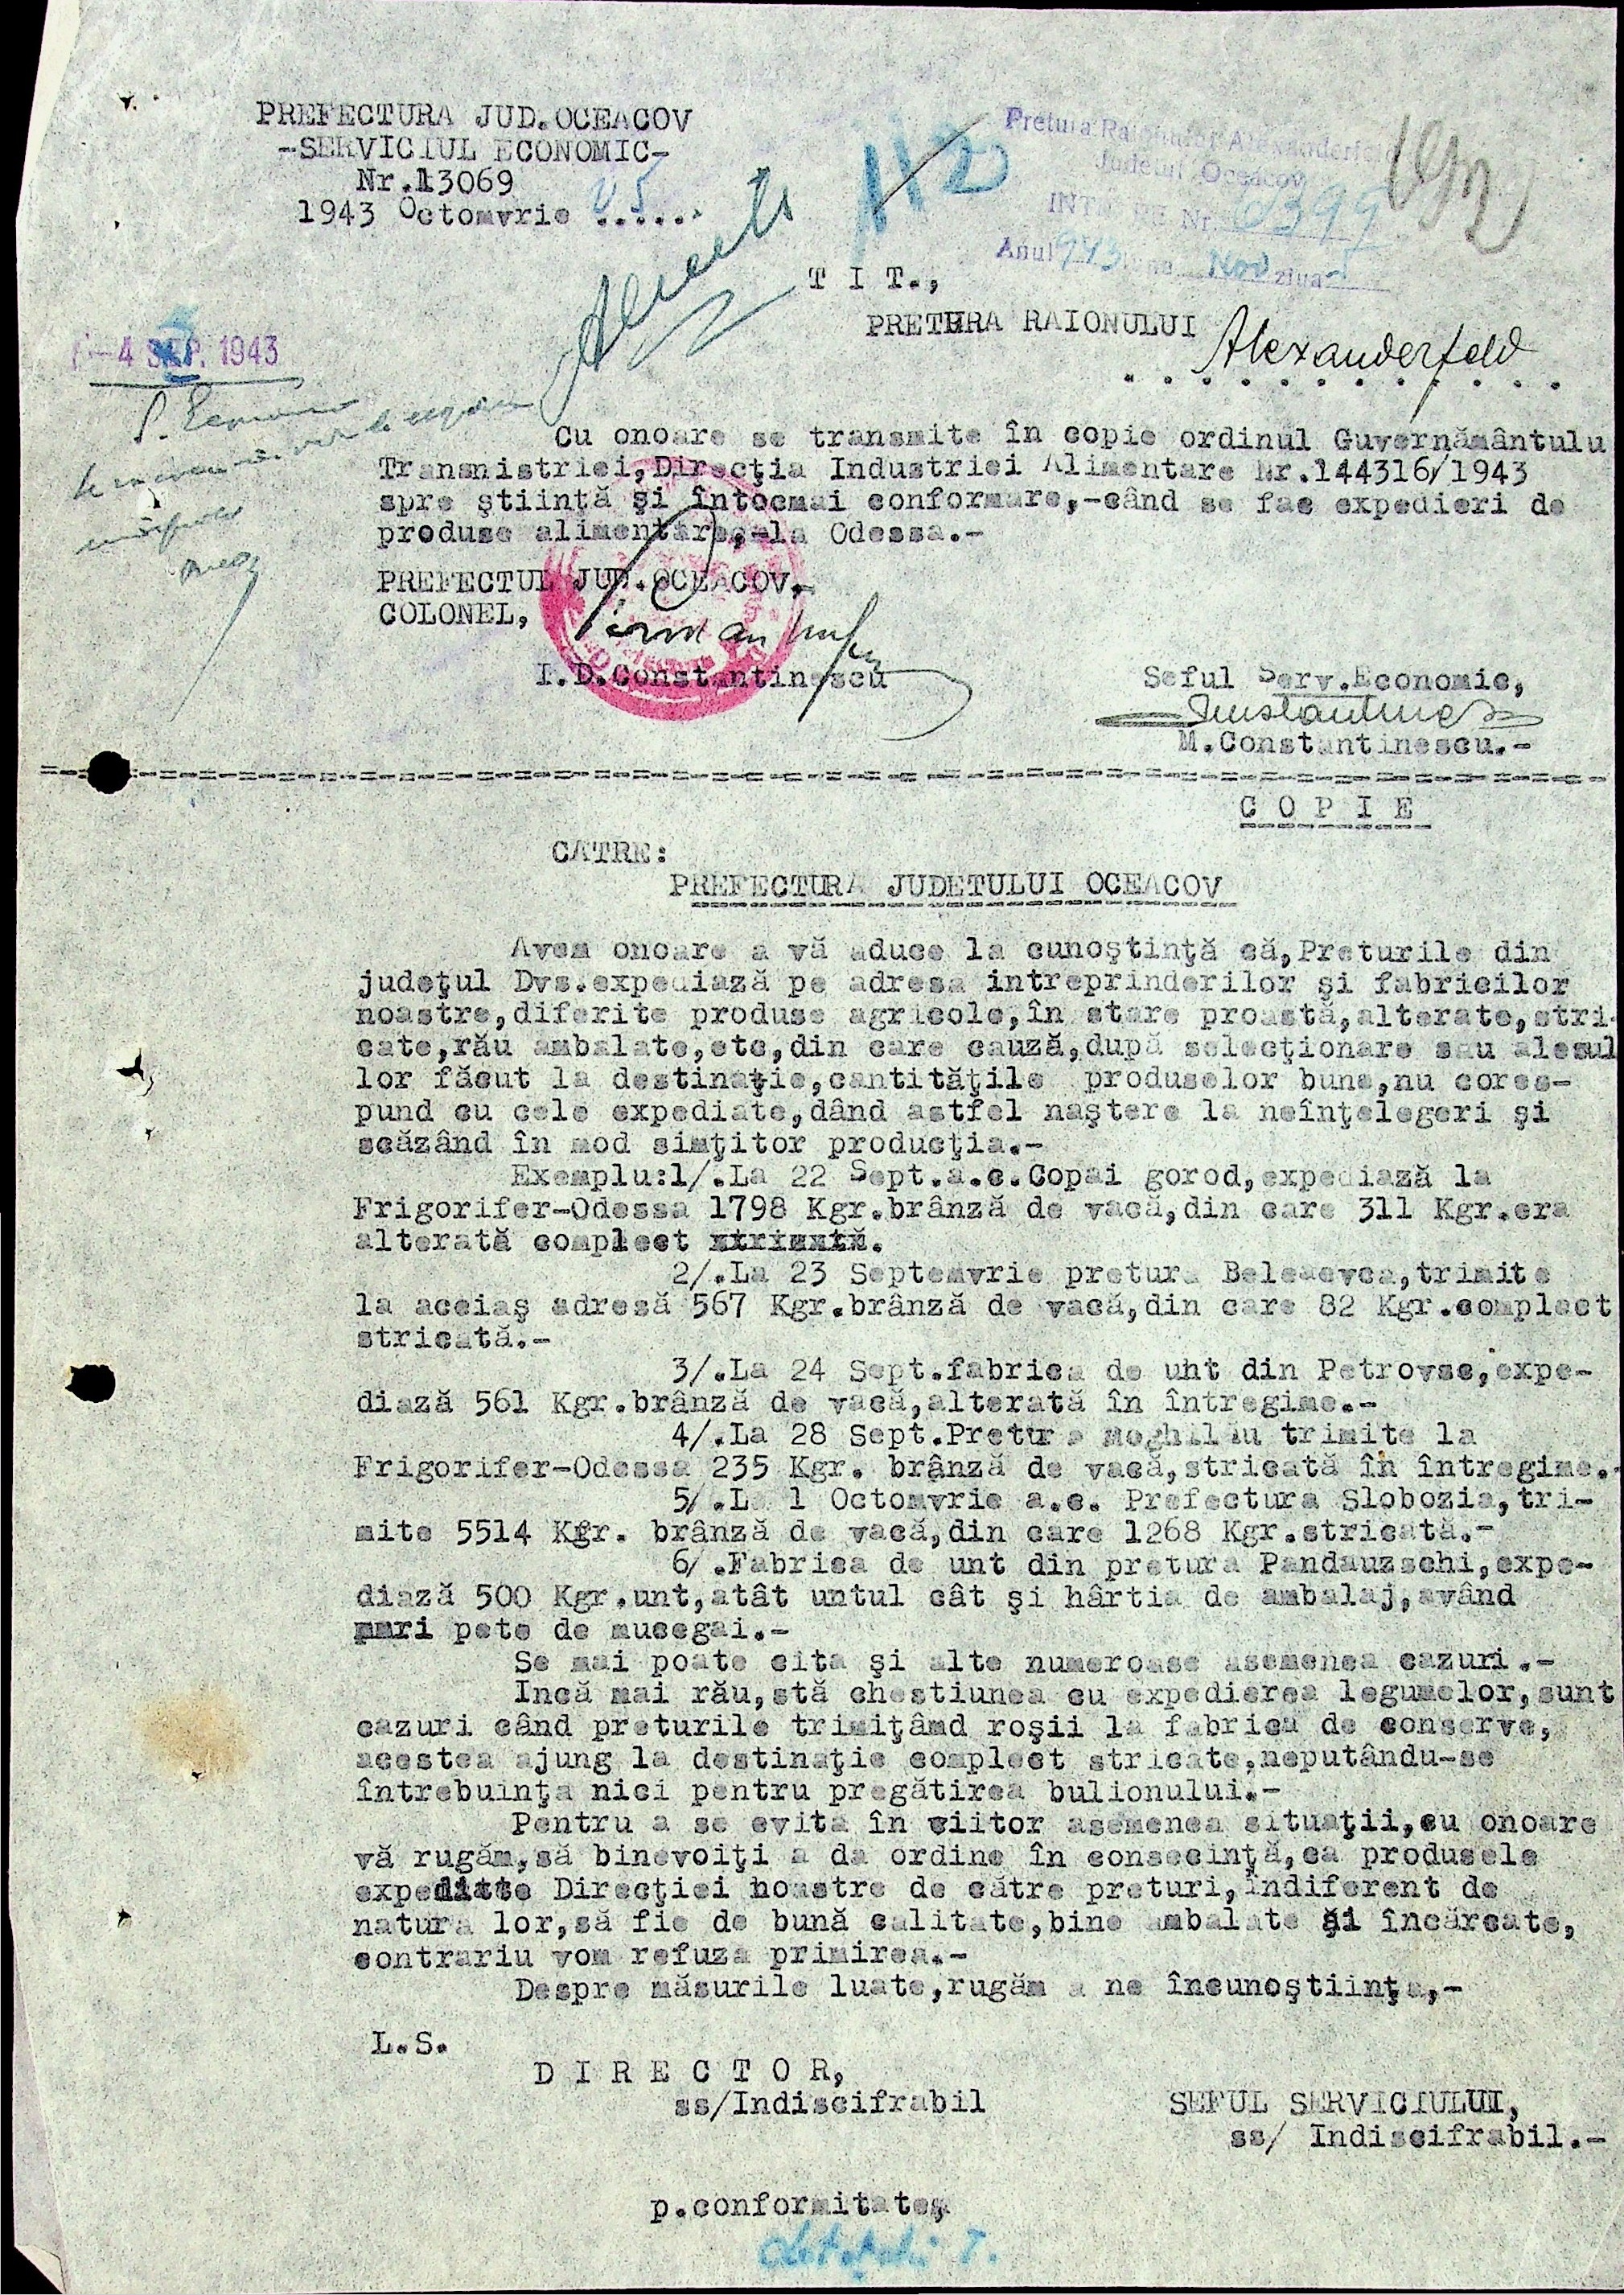 PREFECTURA JUD.OCEACOV
-SERVICIUL ECONOMIC-
Nr.13069
1943 Octomvrie ......
112
Pretura Raionului Alexanderfeld
Judetul Oceacov
INTRARE Nr. 6399
Anul 943 luna Nov ziua 1
T I T.,
PRETURA RAIONULUI Alexanderfeld
-4 SEP. 1943
Cu onoare se transmite în copie ordinul Guvernământulu
Transnistriei,Direcţia Industriei Alimentare Nr.144316/1943
spre ştiinţă şi întocmai conformare,-când se fac expedieri de
produse alimentare,-la Odessa.-
PREFECTUL JUD.OCEACOV.-
COLONEL,
I.D.Constantinescu
Seful Serv.Economic,
M.Constantinescu.-
C O P I E
CATRE:
PREFECTURA JUDETULUI OCEACOV
Avem onoare a vă aduce la cunoştinţă că,Preturile din
judeţul Dvs.expediază pe adresa intreprinderilor şi fabricilor
noastre,diferite produse agricole,în stare proastă,alterate,stri-
cate,rău ambalate,etc,din care cauză,după selecţionare sau alesul
lor făcut la destinaţie,cantităţile produselor bune,nu cores-
pund cu cele expediate,dând astfel naştere la neînţelegeri şi
scăzând în mod simţitor producţia.-
Exemplu:1/.La 22 Sept.a.c.Copai gorod,expediază la
Frigorifer-Odessa 1798 Kgr.brânză de vacă,din care 311 Kgr.era
alterată complect.
2/.La 23 Septemvrie pretura trimite
la aceiaş adresă 567 Kgr.brânză de vacă,din care 82 Kgr.complect
stricată.-
3/.La 24 Sept.fabrica de unt din Petrovsc,expe-
diază 561 Kgr.brânză de vacă,alterată în întregime.-
4/.La 28 Sept.Pretura Moghilău trimite la
Frigorifer-Odessa 235 Kgr. brânză de vacă,stricată în întregime.-
5/.La 1 Octomvrie a.c. Prefectura Slobozia,tri-
mite 5514 Kgr. brânză de vacă,din care 1268 Kgr.stricată.-
6/.Fabrica de unt din pretura Pandauzschi,expe-
diază 500 Kgr.unt,atât untul cât şi hârtia de ambalaj,având
mari pete de mucegai.-
Se mai poate cita şi alte numeroase asemenea cazuri.-
Incă mai rău,stă chestiunea cu expedierea legumelor,sunt
cazuri când preturile trimiţâmd roşii la fabrica de conserve,
acestea ajung la destinaţie complect stricate,neputându-se
întrebuinţa nici pentru pregătirea bulionului.-
Pentru a se evita în viitor asemenea situaţii,cu onoare
vă rugăm,să binevoiţi a da ordine în consecinţă,ca produsele
expediate Direcţiei noastre de către preturi,indiferent de
natura lor,să fie de bună calitate,bine ambalate şi încărcate,
contrariu vom refuza primirea.-
Despre măsurile luate,rugăm a ne încunoştiinţa,-
L.S.
D I R E C T O R,
ss/Indiscifrabil
SEFUL SERVICIULUI,
ss/ Indiscifrabil.-
p.conformitate,